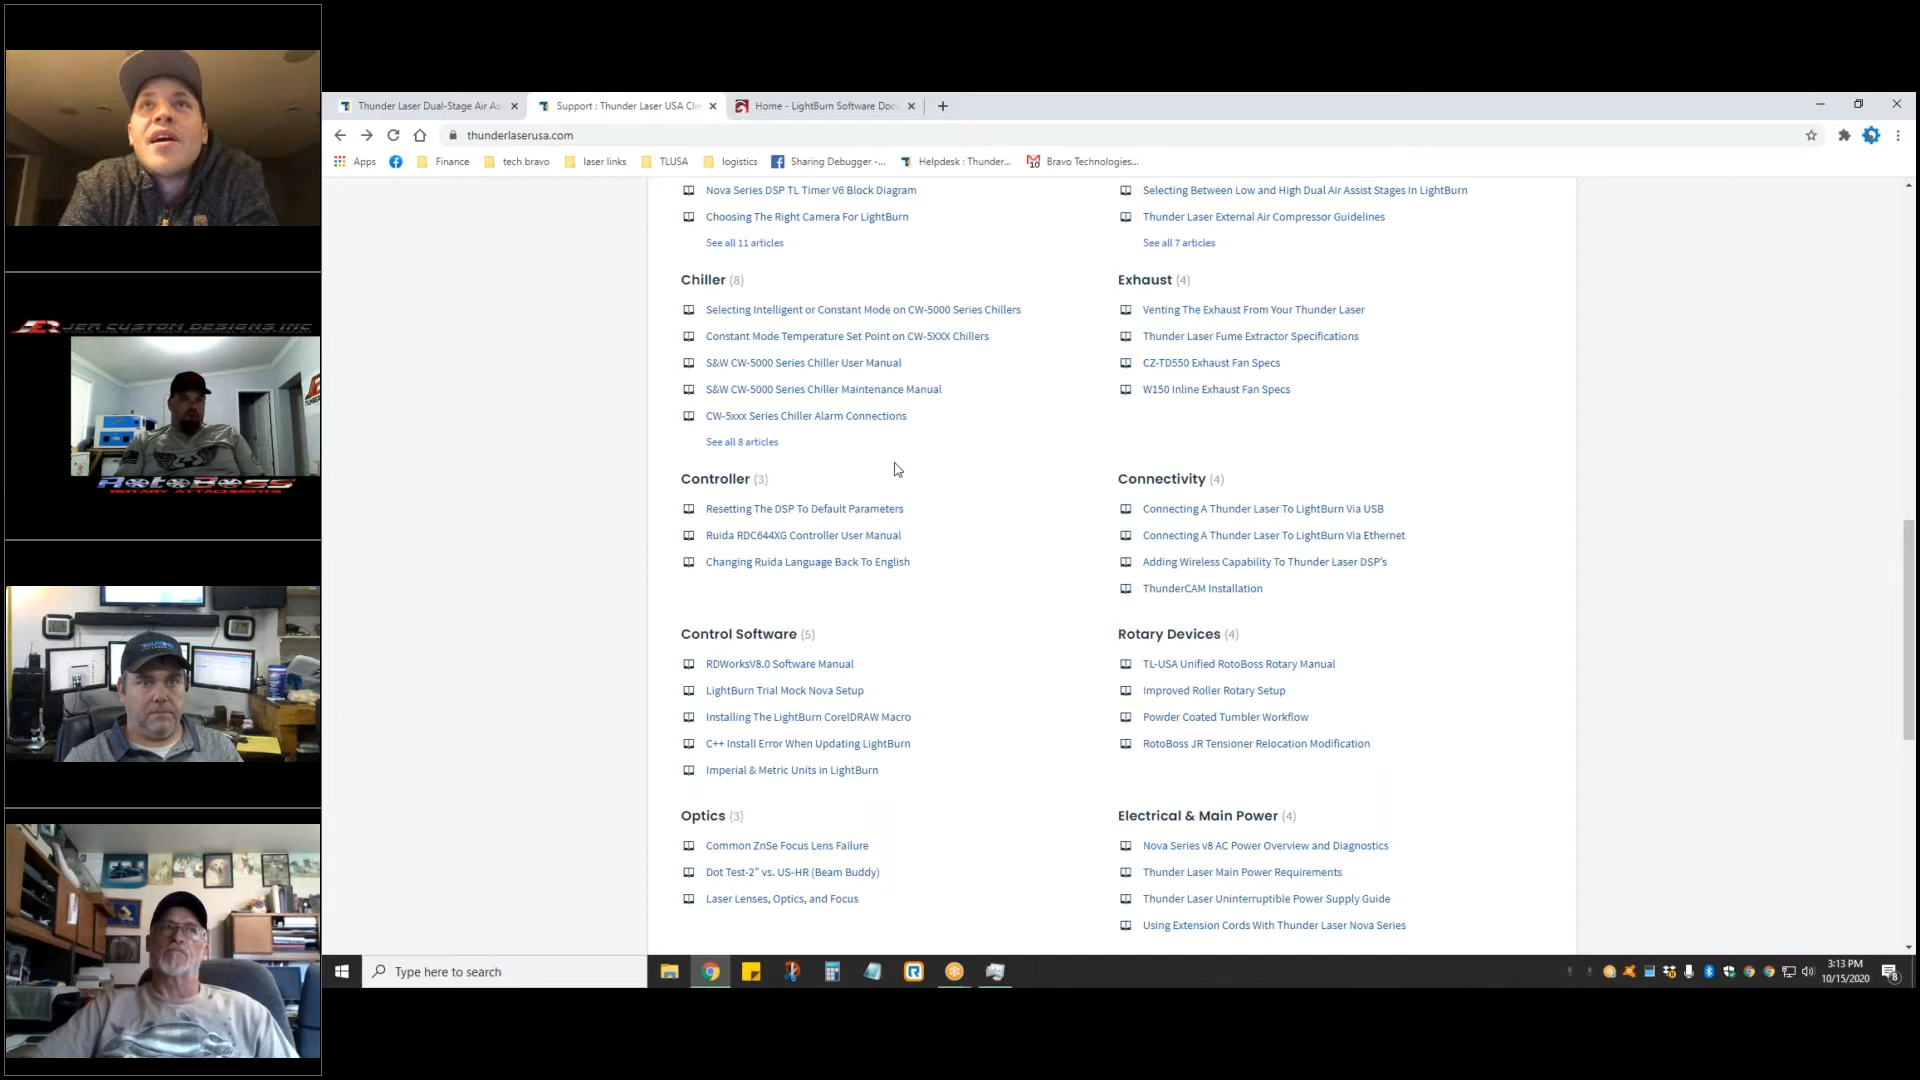 Thunder Laser Dual-Stage Air As
Support : Thunder Laser USA Cli
Home - LightBurn Software Docu
thunderlaserusa.com
Apps
Finance
tech bravo
laser links
TLUSA
logistics
Sharing Debugger -...
Helpdesk : Thunder...
10
Bravo Technologies...
Nova Series DSP TL Timer V6 Block Diagram
Choosing The Right Camera For LightBurn
See all 11 articles
Selecting Between Low and High Dual Air Assist Stages In LightBurn
Thunder Laser External Air Compressor Guidelines
See all 7 articles
Chiller (8)
Selecting Intelligent or Constant Mode on CW-5000 Series Chillers
Constant Mode Temperature Set Point on CW-5XXX Chillers
S&W CW-5000 Series Chiller User Manual
S&W CW-5000 Series Chiller Maintenance Manual
CW-5xxx Series Chiller Alarm Connections
See all 8 articles
Exhaust (4)
Venting The Exhaust From Your Thunder Laser
Thunder Laser Fume Extractor Specifications
CZ-TD550 Exhaust Fan Specs
W150 Inline Exhaust Fan Specs
Controller (3)
Resetting The DSP To Default Parameters
Ruida RDC644XG Controller User Manual
Changing Ruida Language Back To English
Connectivity (4)
Connecting A Thunder Laser To LightBurn Via USB
Connecting A Thunder Laser To LightBurn Via Ethernet
Adding Wireless Capability To Thunder Laser DSP's
ThunderCAM Installation
Control Software (5)
RDWorksV8.0 Software Manual
LightBurn Trial Mock Nova Setup
Installing The LightBurn CorelDRAW Macro
C++ Install Error When Updating LightBurn
Imperial & Metric Units in LightBurn
Rotary Devices (4)
TL-USA Unified RotoBoss Rotary Manual
Improved Roller Rotary Setup
Powder Coated Tumbler Workflow
RotoBoss JR Tensioner Relocation Modification
Optics (3)
Common ZnSe Focus Lens Failure
Dot Test-2" vs. US-HR (Beam Buddy)
Laser Lenses, Optics, and Focus
Electrical & Main Power (4)
Nova Series v8 AC Power Overview and Diagnostics
Thunder Laser Main Power Requirements
Thunder Laser Uninterruptible Power Supply Guide
Using Extension Cords With Thunder Laser Nova Series
Type here to search
3:13 PM
10/15/2020
8
JER CUSTOM DESIGNS INC
RotoBoss
ROTARY ATTACHMENTS